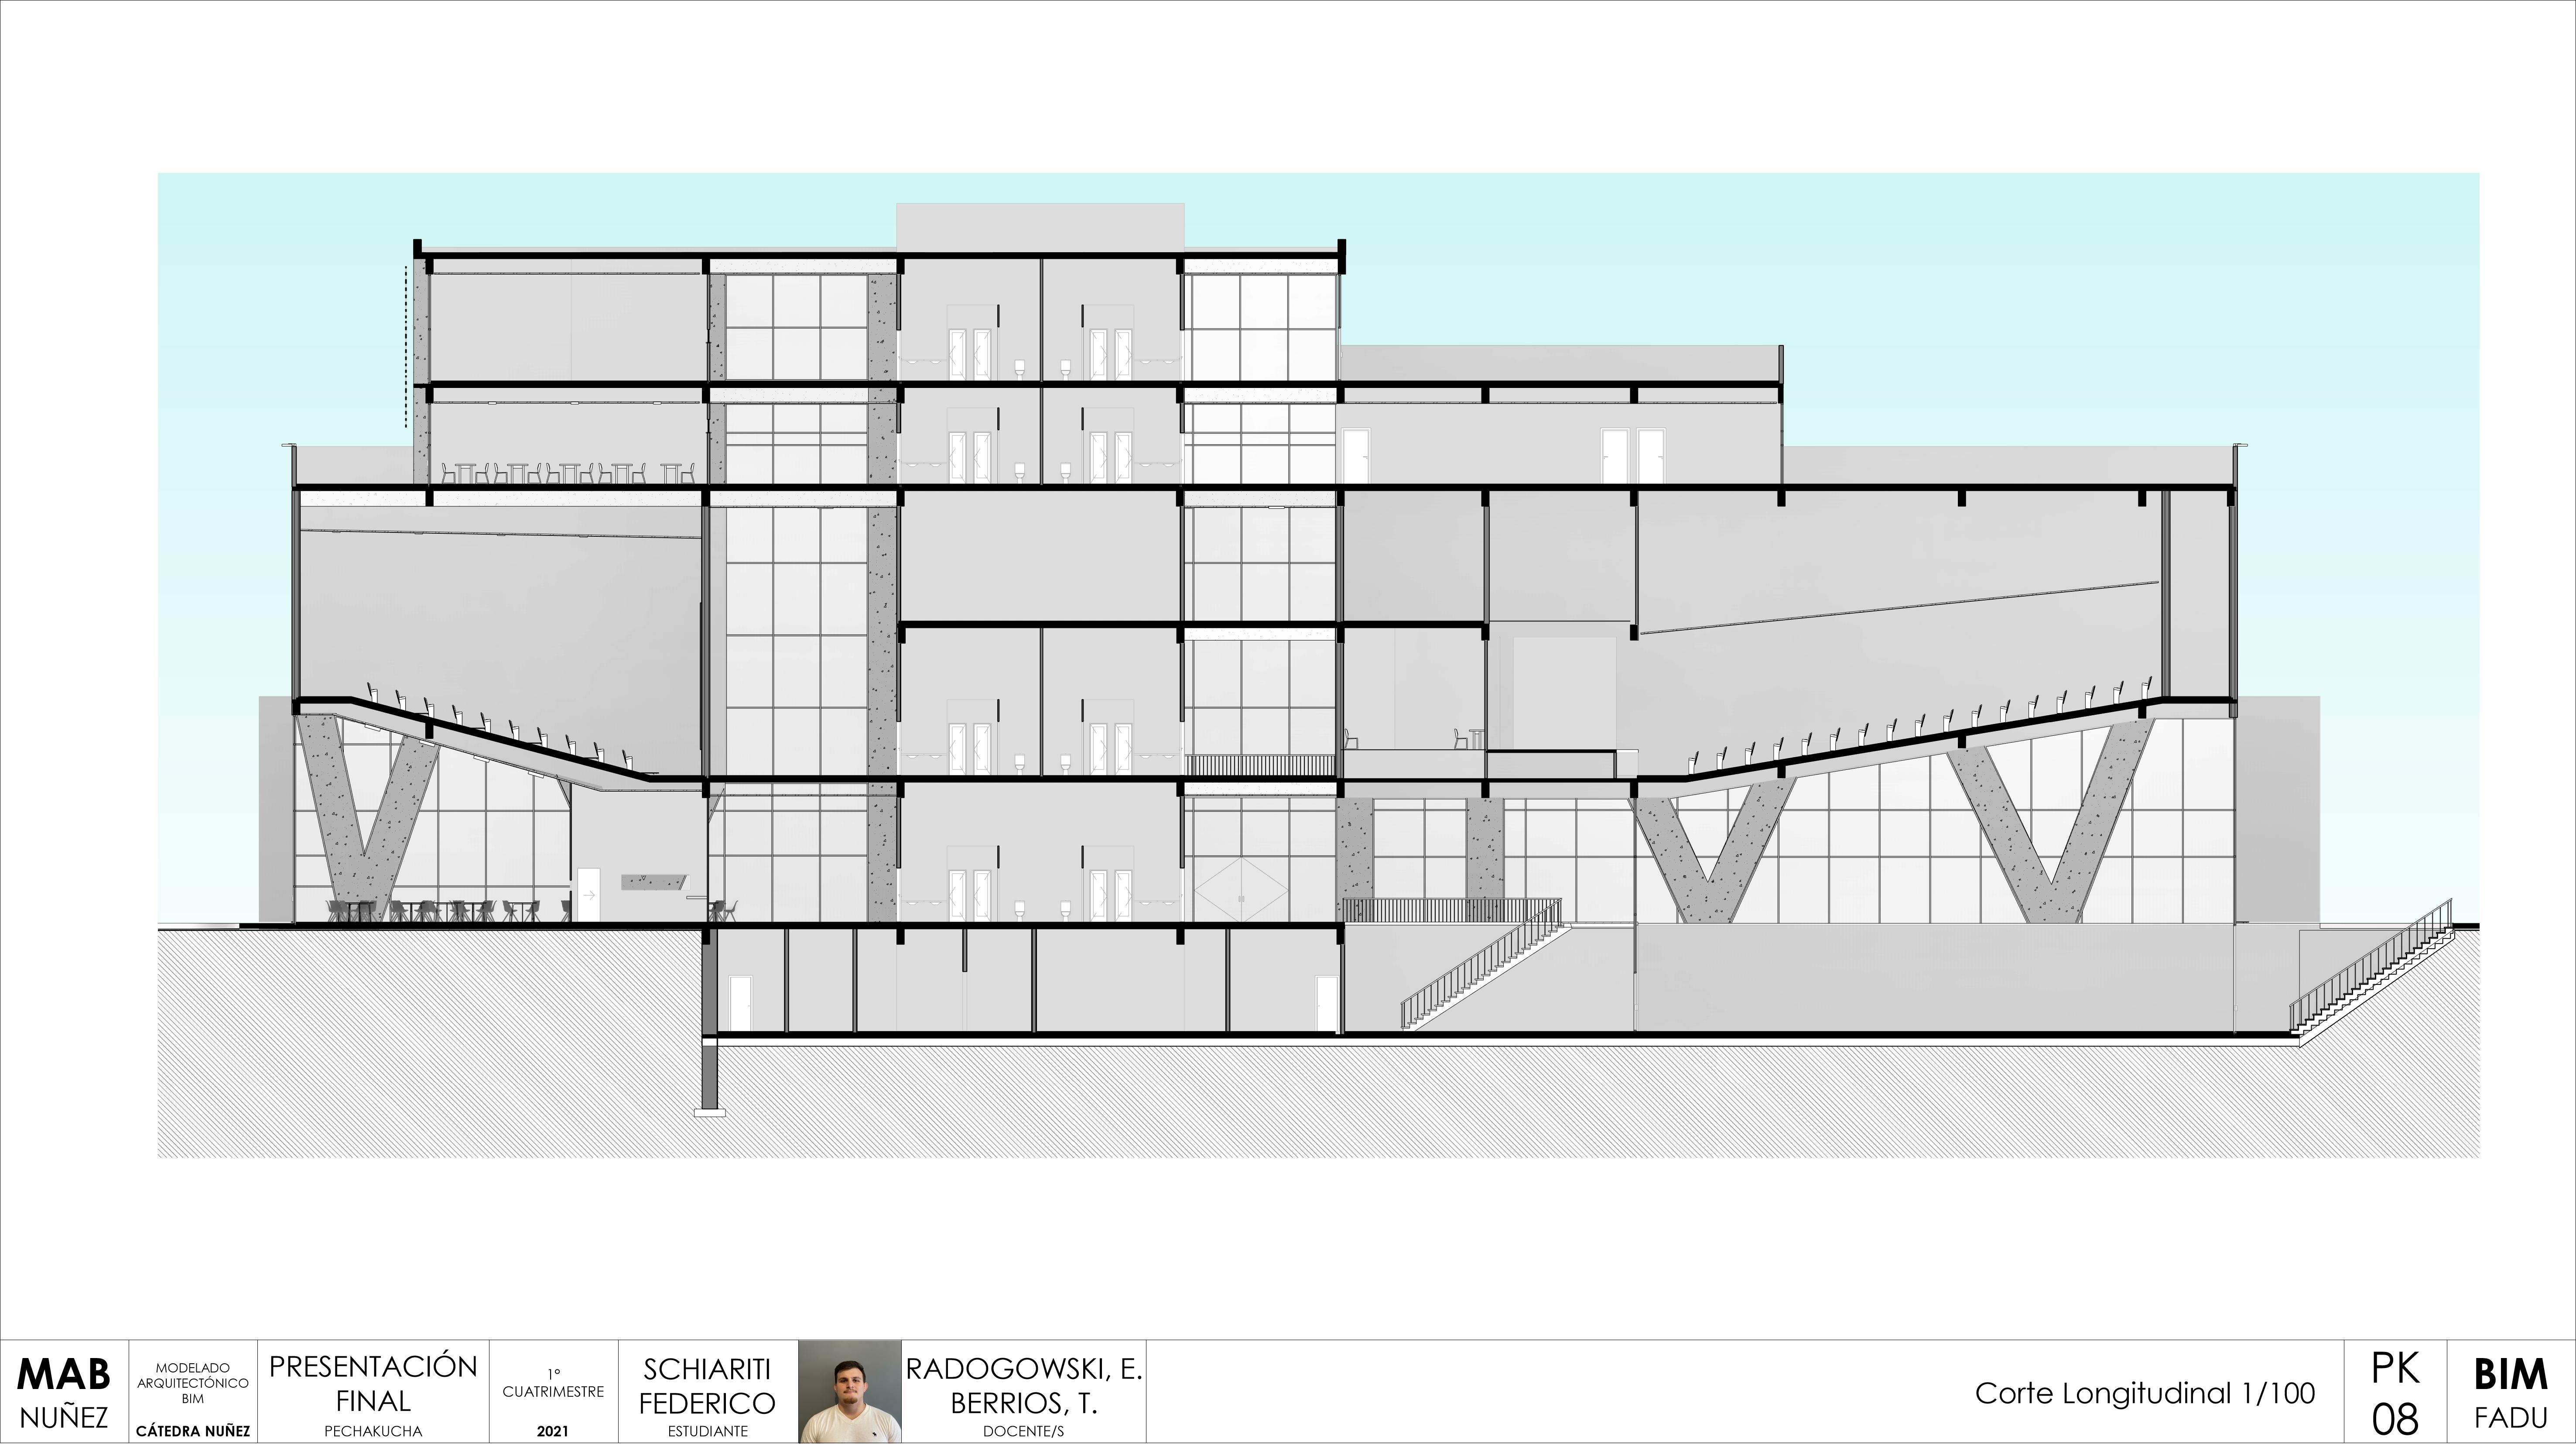 MAB
NUÑEZ
MODELADO
ARQUITECTÓNICO
BIM
CÁTEDRA NUÑEZ
PRESENTACIÓN
FINAL
PECHAKUCHA
1°
CUATRIMESTRE
2021
SCHIARITI
FEDERICO
ESTUDIANTE
RADOGOWSKI, E.
BERRIOS, T.
DOCENTE/S
Corte Longitudinal 1/100
PK
08
BIM
FADU